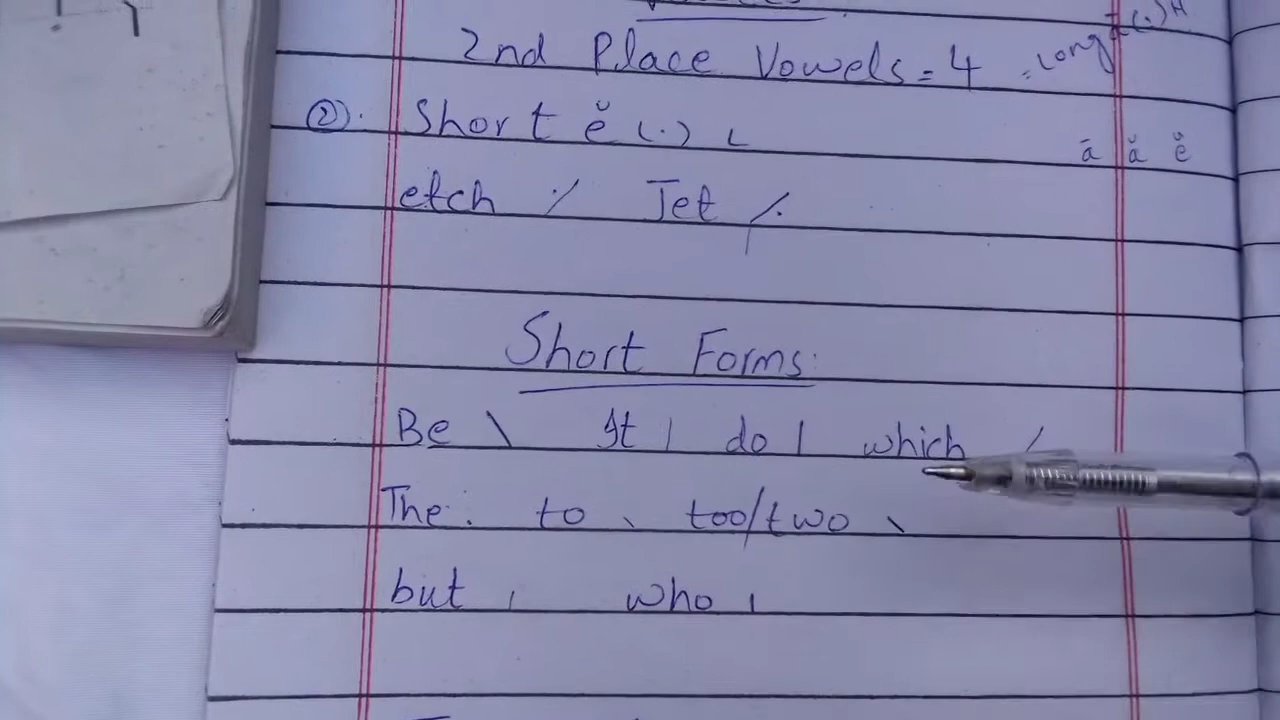 2nd Place Vowels = 4 , Long
②. Short ĕ (.)
ā ă ĕ
etch Jet
Short Forms
Be \ It | do | which /
The . to \ too/two \
but , who ,